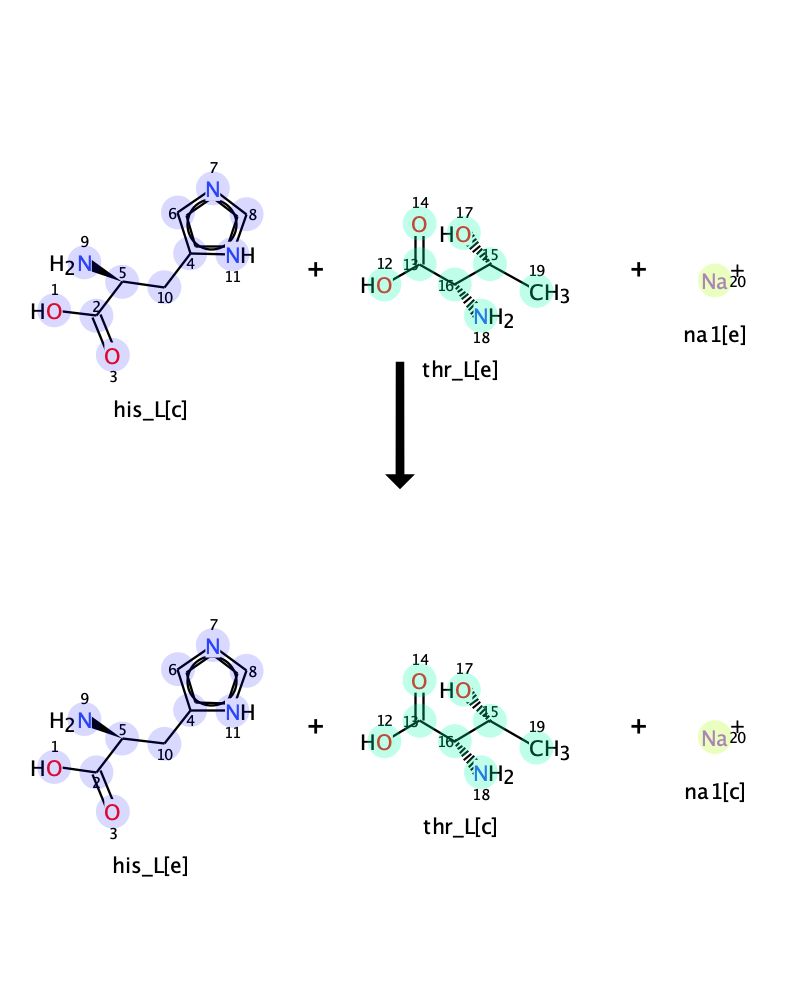 7
6 N 8
9 4 NH 14 17
H2N 5 11 O HO 15 19
1 2 10 + 12 13 16 + Na+ 20
HO HO CH3
O NH2 na1[e]
3 18
his_L[c] thr_L[e]
7
6 N 8
9 4 NH 14 17
H2N 5 11 O HO 15 19
1 2 10 + 12 13 16 + Na+ 20
HO HO CH3
O NH2 na1[c]
3 18
his_L[e] thr_L[c]